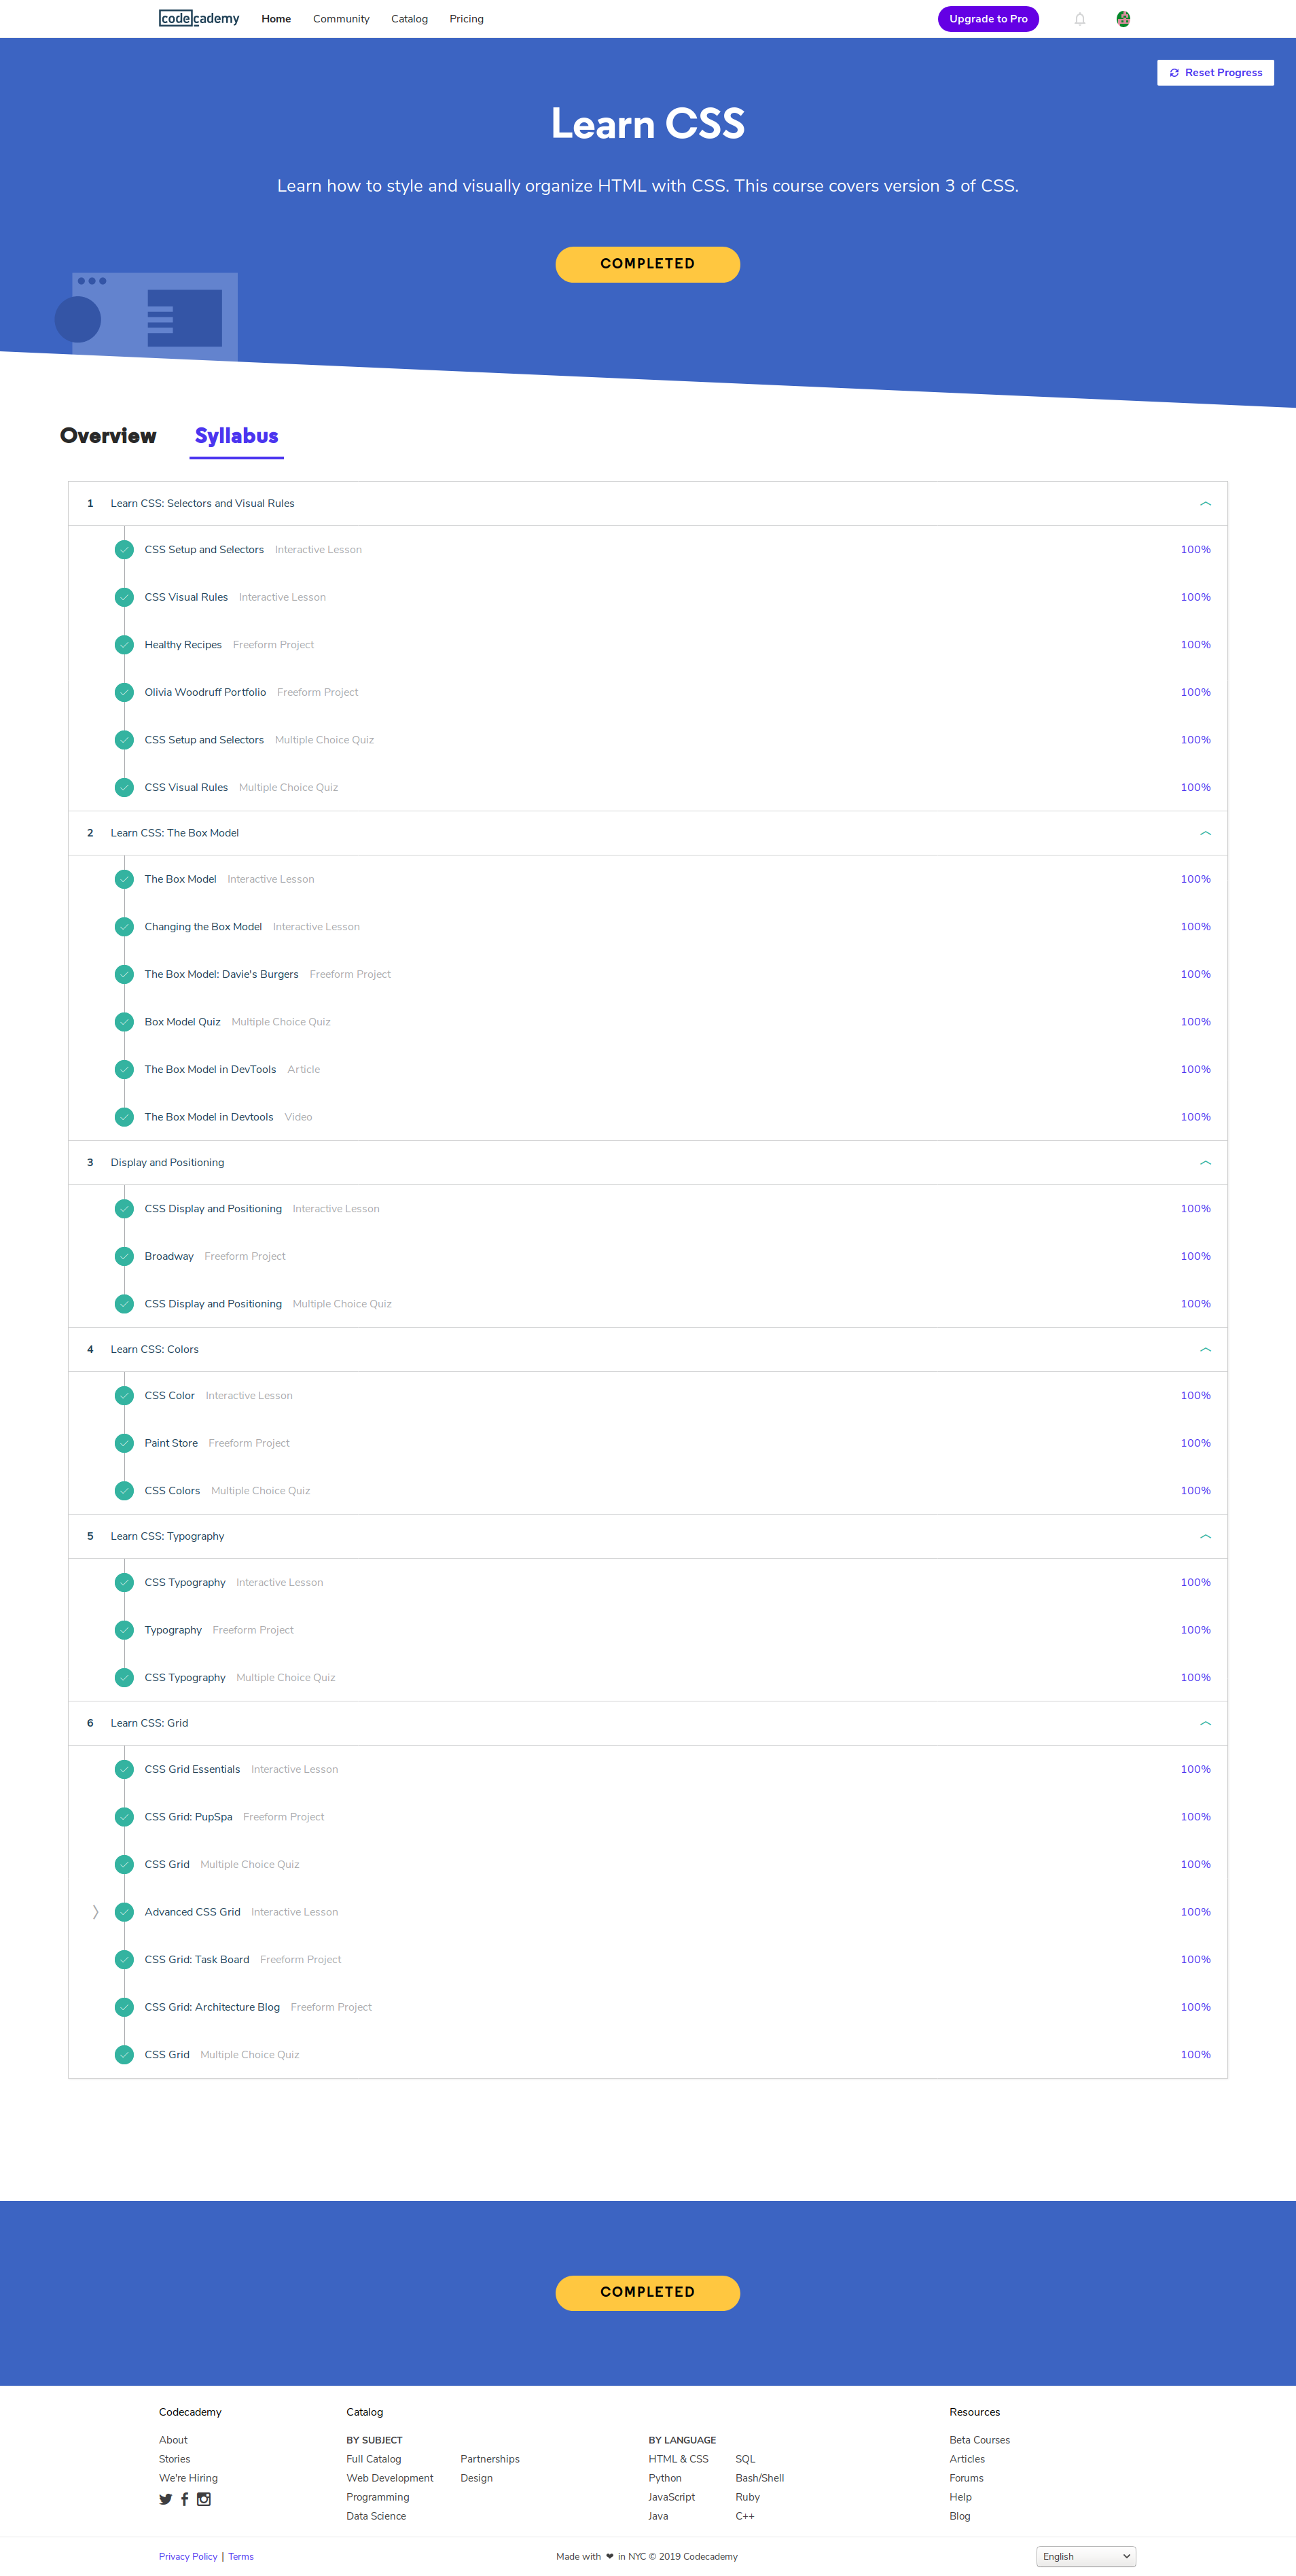 codecademy Home Community Catalog Pricing Upgrade to Pro
Reset Progress
Learn CSS
Learn how to style and visually organize HTML with CSS. This course covers version 3 of CSS.
COMPLETED
Overview Syllabus
1 Learn CSS: Selectors and Visual Rules
CSS Setup and Selectors Interactive Lesson 100%
CSS Visual Rules Interactive Lesson 100%
Healthy Recipes Freeform Project 100%
Olivia Woodruff Portfolio Freeform Project 100%
CSS Setup and Selectors Multiple Choice Quiz 100%
CSS Visual Rules Multiple Choice Quiz 100%
2 Learn CSS: The Box Model
The Box Model Interactive Lesson 100%
Changing the Box Model Interactive Lesson 100%
The Box Model: Davie's Burgers Freeform Project 100%
Box Model Quiz Multiple Choice Quiz 100%
The Box Model in DevTools Article 100%
The Box Model in Devtools Video 100%
3 Display and Positioning
CSS Display and Positioning Interactive Lesson 100%
Broadway Freeform Project 100%
CSS Display and Positioning Multiple Choice Quiz 100%
4 Learn CSS: Colors
CSS Color Interactive Lesson 100%
Paint Store Freeform Project 100%
CSS Colors Multiple Choice Quiz 100%
5 Learn CSS: Typography
CSS Typography Interactive Lesson 100%
Typography Freeform Project 100%
CSS Typography Multiple Choice Quiz 100%
6 Learn CSS: Grid
CSS Grid Essentials Interactive Lesson 100%
CSS Grid: PupSpa Freeform Project 100%
CSS Grid Multiple Choice Quiz 100%
Advanced CSS Grid Interactive Lesson 100%
CSS Grid: Task Board Freeform Project 100%
CSS Grid: Architecture Blog Freeform Project 100%
CSS Grid Multiple Choice Quiz 100%
COMPLETED
Codecademy Catalog Resources
About BY SUBJECT BY LANGUAGE Beta Courses
Stories Full Catalog Partnerships HTML & CSS SQL Articles
We're Hiring Web Development Design Python Bash/Shell Forums
Programming JavaScript Ruby Help
Data Science Java C++ Blog
Privacy Policy | Terms Made with ❤ in NYC © 2019 Codecademy English